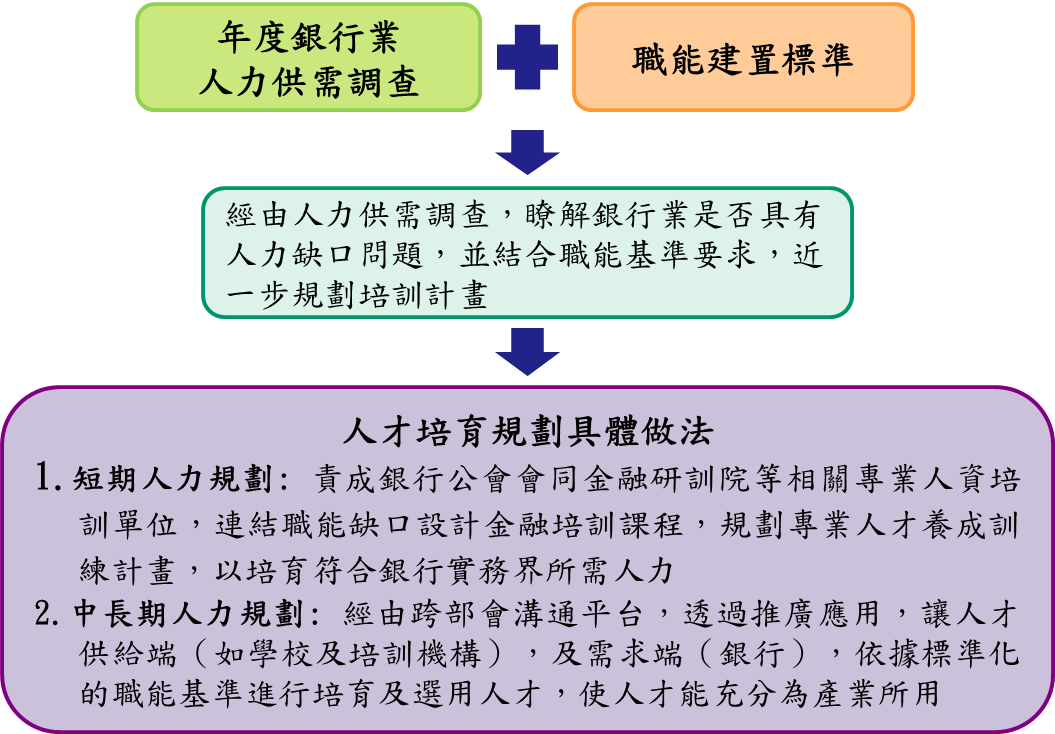 年度銀行業
人力供需調查
職能建置標準
經由人力供需調查，瞭解銀行業是否具有
人力缺口問題，並結合職能基準要求，近
一步規劃培訓計畫
人才培育規劃具體做法
1. 短期人力規劃： 責成銀行公會會同金融研訓院等相關專業人資培
訓單位，連結職能缺口設計金融培訓課程，規劃專業人才養成訓
練計畫，以培育符合銀行實務界所需人力
2. 中長期人力規劃： 經由跨部會溝通平台，透過推廣應用，讓人才
供給端（如學校及培訓機構），及需求端（銀行），依據標準化
的職能基準進行培育及選用人才，使人才能充分為產業所用